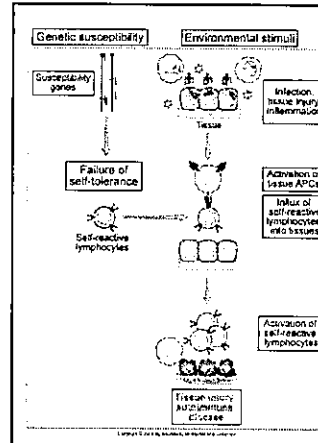 Genetic susceptibility
Environmental stimuli
Susceptibility
genes
Infection,
tissue injury
inflammation
Tissue
Failure of
self-tolerance
Activation of
tissue APCs
Influx of
self-reactive
lymphocytes
into tissues
Self-reactive
lymphocytes
Activation of
self-reactive
lymphocytes
Tissue injury
autoimmune
disease